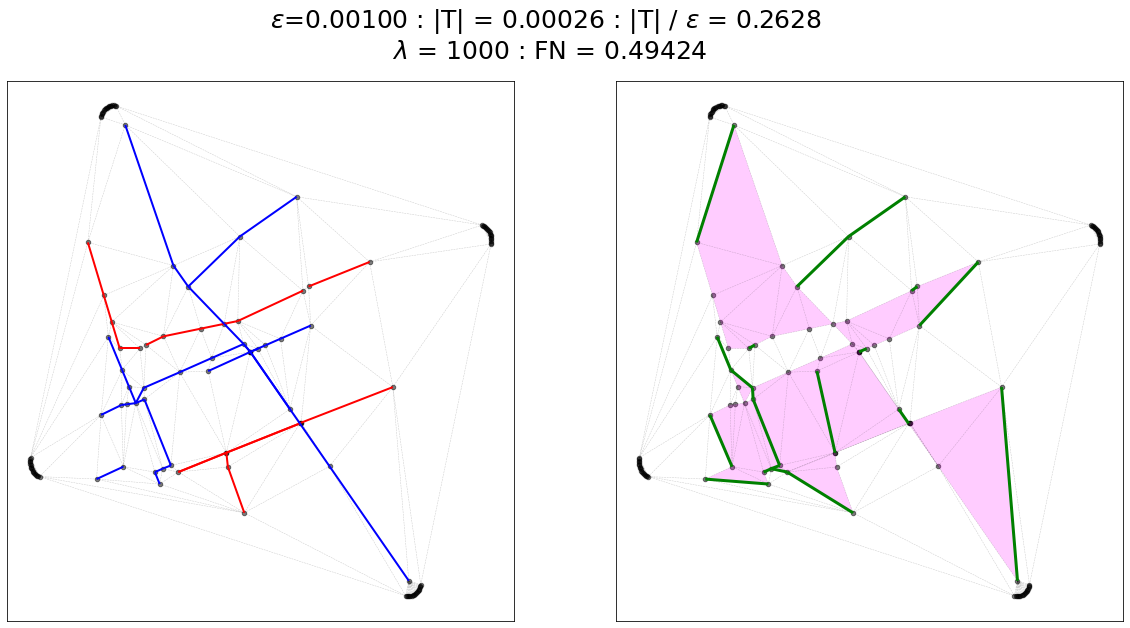 ε=0.00100 : |T| = 0.00026 : |T| / ε = 0.2628
λ = 1000 : FN = 0.49424